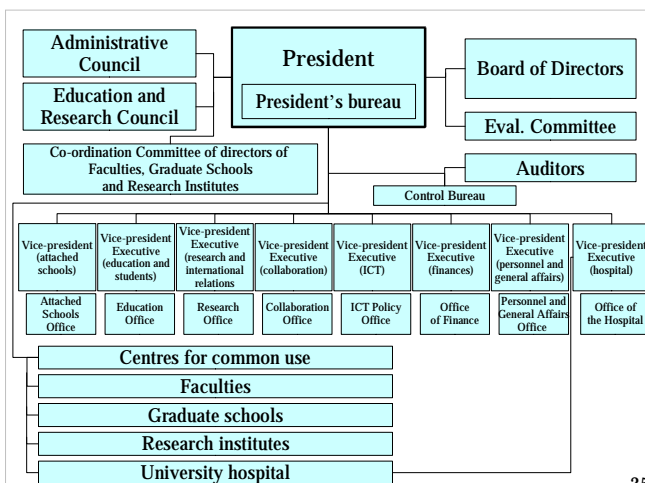 Administrative
Council
President
Board of Directors
Education and
Research Council
President's bureau
Eval. Committee
Co-ordination Committee of directors of
Faculties, Graduate Schools
and Research Institutes
Auditors
Control Bureau
Vice-president
(attached
schools)
Vice-president
Executive
(education and
students)
Vice-president
Executive
(research and
international
relations
Vice-president
Executive
(collaboration)
Vice-president
Executive
(ICT)
Vice-president
Executive
(finances)
Vice-president
Executive
(personnel and
general affairs)
Vice-president
Executive
(hospital)
Attached
Schools
Office
Education
Office
Research
Office
Collaboration
Office
ICT Policy
Office
Office
of Finance
Personnel and
General Affairs
Office
Office of
the Hospital
Centres for common use
Faculties
Graduate schools
Research institutes
University hospital